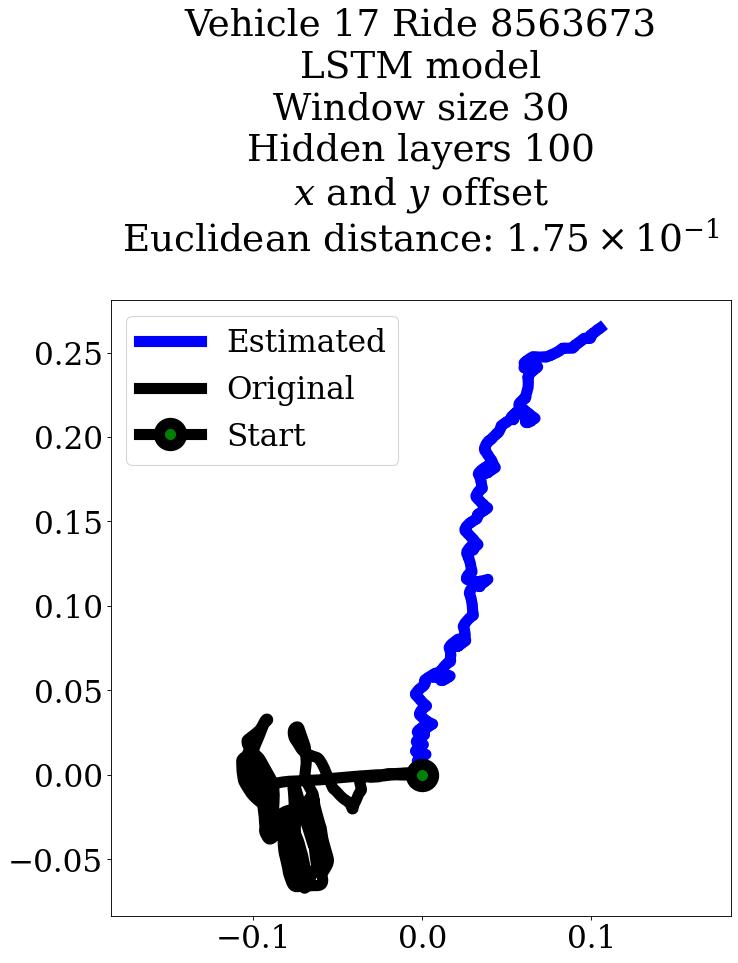 Vehicle 17 Ride 8563673
LSTM model
Window size 30
Hidden layers 100
x and y offset
Euclidean distance: 1.75 × 10⁻¹
Estimated
Original
Start
0.25
0.20
0.15
0.10
0.05
0.00
−0.05
−0.1 0.0 0.1